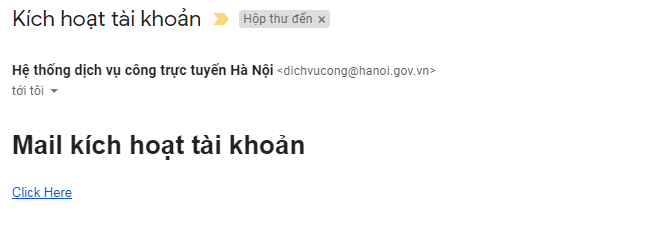 Kích hoạt tài khoản Hộp thư đến ×
Hệ thống dịch vụ công trực tuyến Hà Nội <dichvucong@hanoi.gov.vn>
tới tôi
Mail kích hoạt tài khoản
Click Here